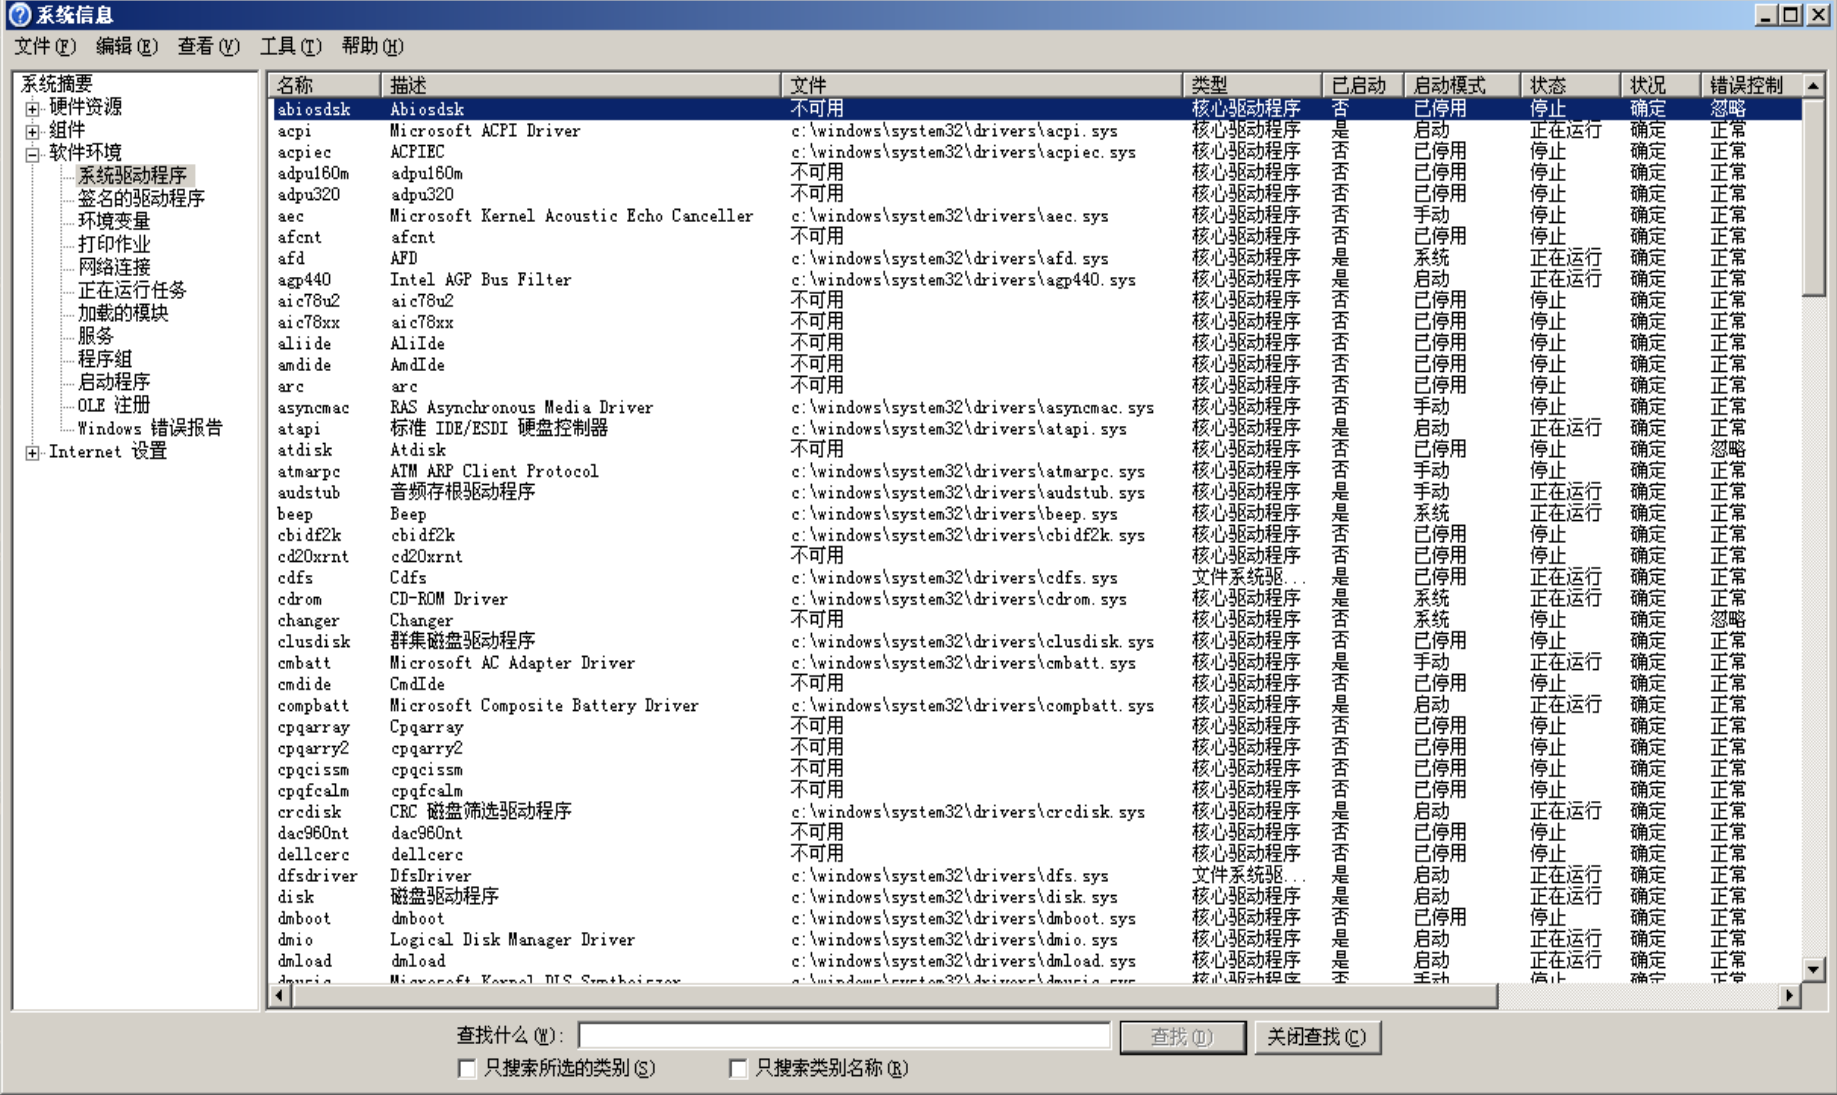 系统信息
文件(F) 编辑(E) 查看(V) 工具(T) 帮助(H)
系统摘要
硬件资源
组件
软件环境
系统驱动程序
签名的驱动程序
环境变量
打印作业
网络连接
正在运行任务
加载的模块
服务
程序组
启动程序
OLE 注册
Windows 错误报告
Internet 设置
名称 描述 文件 类型 已启动 启动模式 状态 状况 错误控制
abiosdsk Abiosdsk 不可用 核心驱动程序 否 已停用 停止 确定 忽略
acpi Microsoft ACPI Driver c:\windows\system32\drivers\acpi.sys 核心驱动程序 是 启动 正在运行 确定 正常
acpiec ACPIEC c:\windows\system32\drivers\acpiec.sys 核心驱动程序 否 已停用 停止 确定 正常
adpu160m adpu160m 不可用 核心驱动程序 否 已停用 停止 确定 正常
adpu320 adpu320 不可用 核心驱动程序 否 已停用 停止 确定 正常
aec Microsoft Kernel Acoustic Echo Canceller c:\windows\system32\drivers\aec.sys 核心驱动程序 否 手动 停止 确定 正常
afcnt afcnt 不可用 核心驱动程序 否 已停用 停止 确定 正常
afd AFD c:\windows\system32\drivers\afd.sys 核心驱动程序 是 系统 正在运行 确定 正常
agp440 Intel AGP Bus Filter c:\windows\system32\drivers\agp440.sys 核心驱动程序 是 启动 正在运行 确定 正常
aic78u2 aic78u2 不可用 核心驱动程序 否 已停用 停止 确定 正常
aic78xx aic78xx 不可用 核心驱动程序 否 已停用 停止 确定 正常
aliide AliIde 不可用 核心驱动程序 否 已停用 停止 确定 正常
amdide AmdIde 不可用 核心驱动程序 否 已停用 停止 确定 正常
arc arc 不可用 核心驱动程序 否 已停用 停止 确定 正常
asyncmac RAS Asynchronous Media Driver c:\windows\system32\drivers\asyncmac.sys 核心驱动程序 否 手动 停止 确定 正常
atapi 标准 IDE/ESDI 硬盘控制器 c:\windows\system32\drivers\atapi.sys 核心驱动程序 是 启动 正在运行 确定 正常
atdisk Atdisk 不可用 核心驱动程序 否 已停用 停止 确定 忽略
atmarpc ATM ARP Client Protocol c:\windows\system32\drivers\atmarpc.sys 核心驱动程序 否 手动 停止 确定 正常
audstub 音频存根驱动程序 c:\windows\system32\drivers\audstub.sys 核心驱动程序 是 手动 正在运行 确定 正常
beep Beep c:\windows\system32\drivers\beep.sys 核心驱动程序 是 系统 正在运行 确定 正常
cbidf2k cbidf2k c:\windows\system32\drivers\cbidf2k.sys 核心驱动程序 否 已停用 停止 确定 正常
cd20xrnt cd20xrnt 不可用 核心驱动程序 否 已停用 停止 确定 正常
cdfs Cdfs c:\windows\system32\drivers\cdfs.sys 文件系统驱... 是 已停用 正在运行 确定 正常
cdrom CD-ROM Driver c:\windows\system32\drivers\cdrom.sys 核心驱动程序 是 系统 正在运行 确定 正常
changer Changer 不可用 核心驱动程序 否 系统 停止 确定 忽略
clusdisk 群集磁盘驱动程序 c:\windows\system32\drivers\clusdisk.sys 核心驱动程序 否 已停用 停止 确定 正常
cmbatt Microsoft AC Adapter Driver c:\windows\system32\drivers\cmbatt.sys 核心驱动程序 是 手动 正在运行 确定 正常
cmdide CmdIde 不可用 核心驱动程序 否 已停用 停止 确定 正常
compbatt Microsoft Composite Battery Driver c:\windows\system32\drivers\compbatt.sys 核心驱动程序 是 启动 正在运行 确定 正常
cpqarray Cpqarray 不可用 核心驱动程序 否 已停用 停止 确定 正常
cpqarry2 cpqarry2 不可用 核心驱动程序 否 已停用 停止 确定 正常
cpqcissm cpqcissm 不可用 核心驱动程序 否 已停用 停止 确定 正常
cpqfcalm cpqfcalm 不可用 核心驱动程序 否 已停用 停止 确定 正常
crcdisk CRC 磁盘筛选驱动程序 c:\windows\system32\drivers\crcdisk.sys 核心驱动程序 是 启动 正在运行 确定 正常
dac960nt dac960nt 不可用 核心驱动程序 否 已停用 停止 确定 正常
dellcerc dellcerc 不可用 核心驱动程序 否 已停用 停止 确定 正常
dfsdriver DfsDriver c:\windows\system32\drivers\dfs.sys 文件系统驱... 是 启动 正在运行 确定 正常
disk 磁盘驱动程序 c:\windows\system32\drivers\disk.sys 核心驱动程序 是 启动 正在运行 确定 正常
dmboot dmboot c:\windows\system32\drivers\dmboot.sys 核心驱动程序 否 已停用 停止 确定 正常
dmio Logical Disk Manager Driver c:\windows\system32\drivers\dmio.sys 核心驱动程序 是 启动 正在运行 确定 正常
dmload dmload c:\windows\system32\drivers\dmload.sys 核心驱动程序 是 启动 正在运行 确定 正常
dmusic Microsoft Kernel DLS Syntheiszer c:\windows\system32\drivers\dmusic.sys 核心驱动程序 否 手动 停止 确定 正常
查找什么(W): 查找(D) 关闭查找(C)
只搜索所选的类别(S) 只搜索类别名称(R)